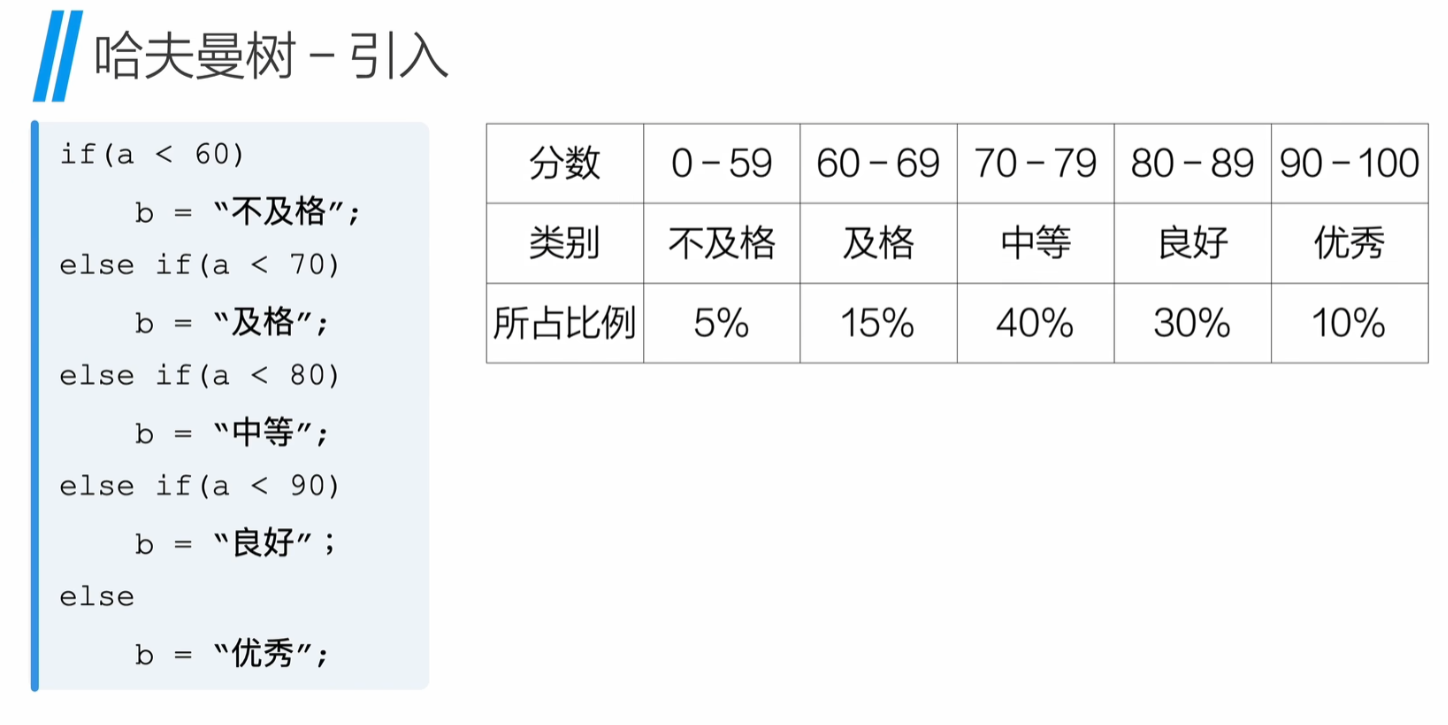 哈夫曼树 – 引入
if(a < 60)
b = “不及格”;
else if(a < 70)
b = “及格”;
else if(a < 80)
b = “中等”;
else if(a < 90)
b = “良好”;
else
b = “优秀”;
分数 0 – 59 60 – 69 70 – 79 80 – 89 90 – 100
类别 不及格 及格 中等 良好 优秀
所占比例 5% 15% 40% 30% 10%